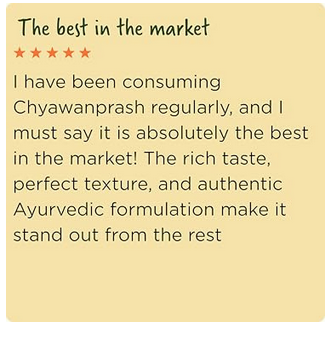 The best in the market
★★★★★
I have been consuming
Chyawanprash regularly, and I
must say it is absolutely the best
in the market! The rich taste,
perfect texture, and authentic
Ayurvedic formulation make it
stand out from the rest